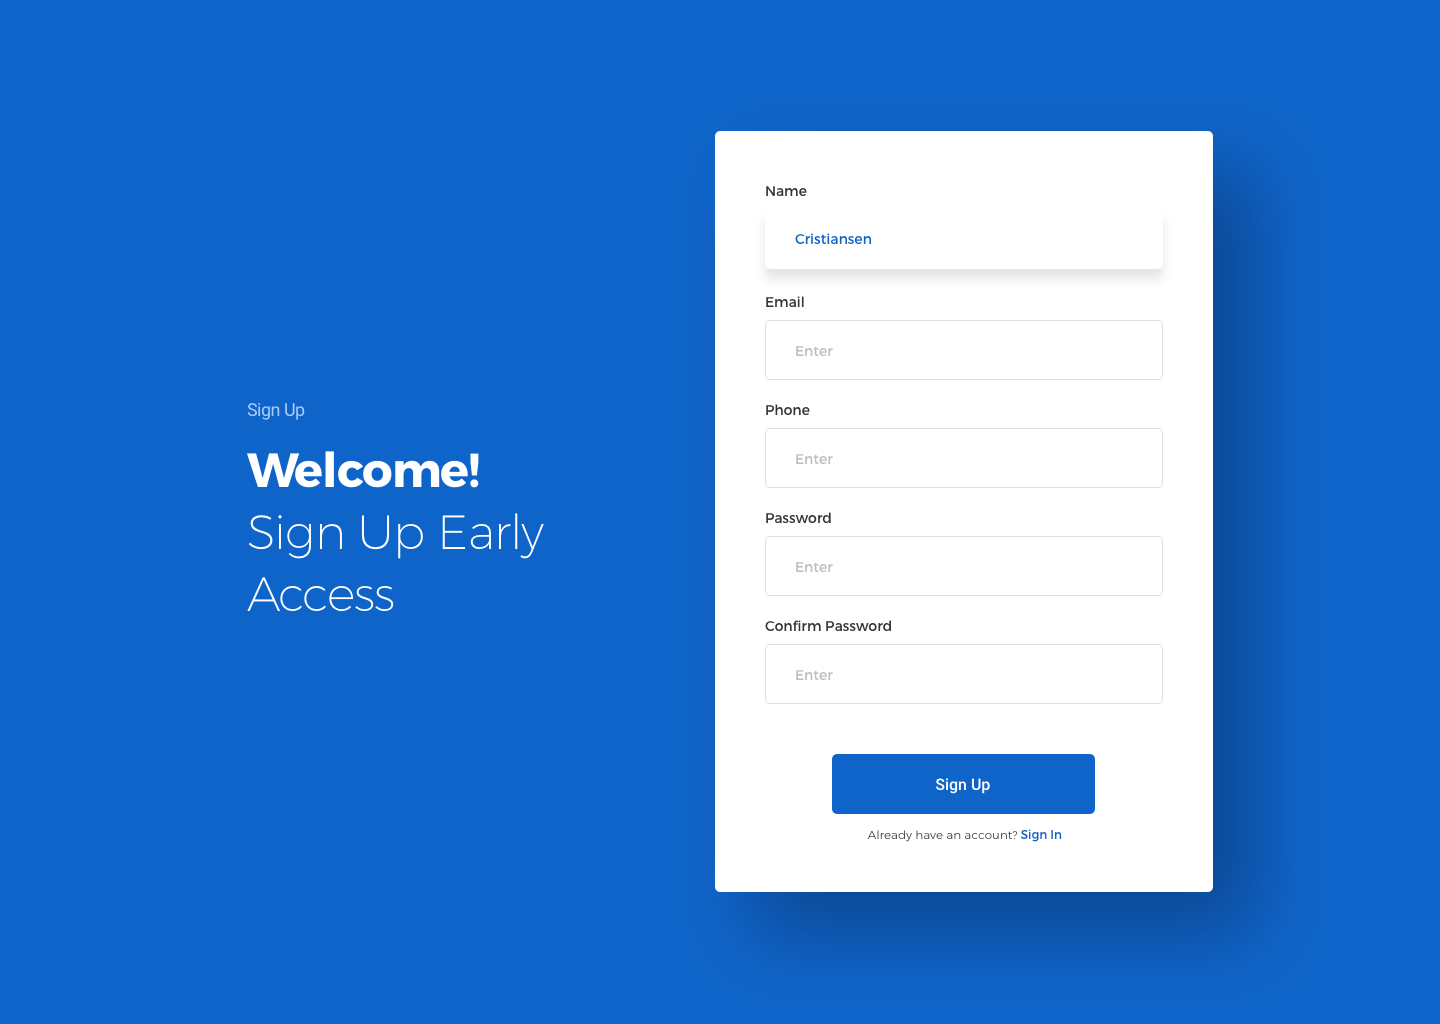 Sign Up
Welcome!
Sign Up Early
Access
Name
Cristiansen
Email
Enter
Phone
Enter
Password
Enter
Confirm Password
Enter
Sign Up
Already have an account? Sign In